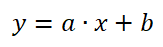 y = a · x + b